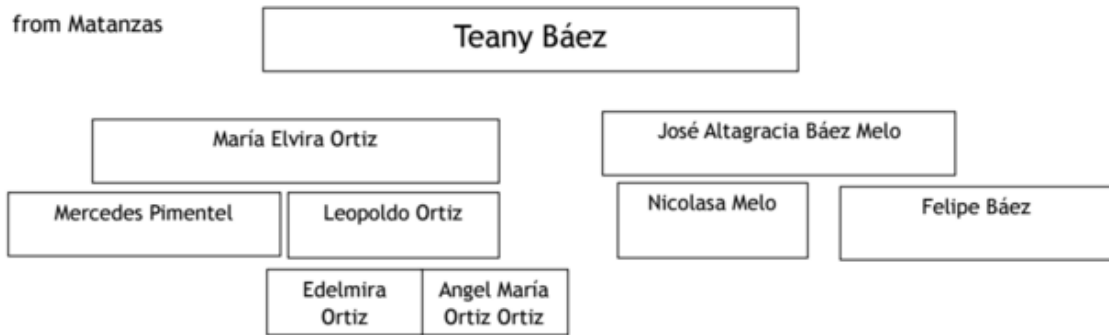 from Matanzas
Teany Báez
María Elvira Ortiz
José Altagracia Báez Melo
Mercedes Pimentel
Leopoldo Ortiz
Nicolasa Melo
Felipe Báez
Edelmira
Ortiz
Angel María
Ortiz Ortiz